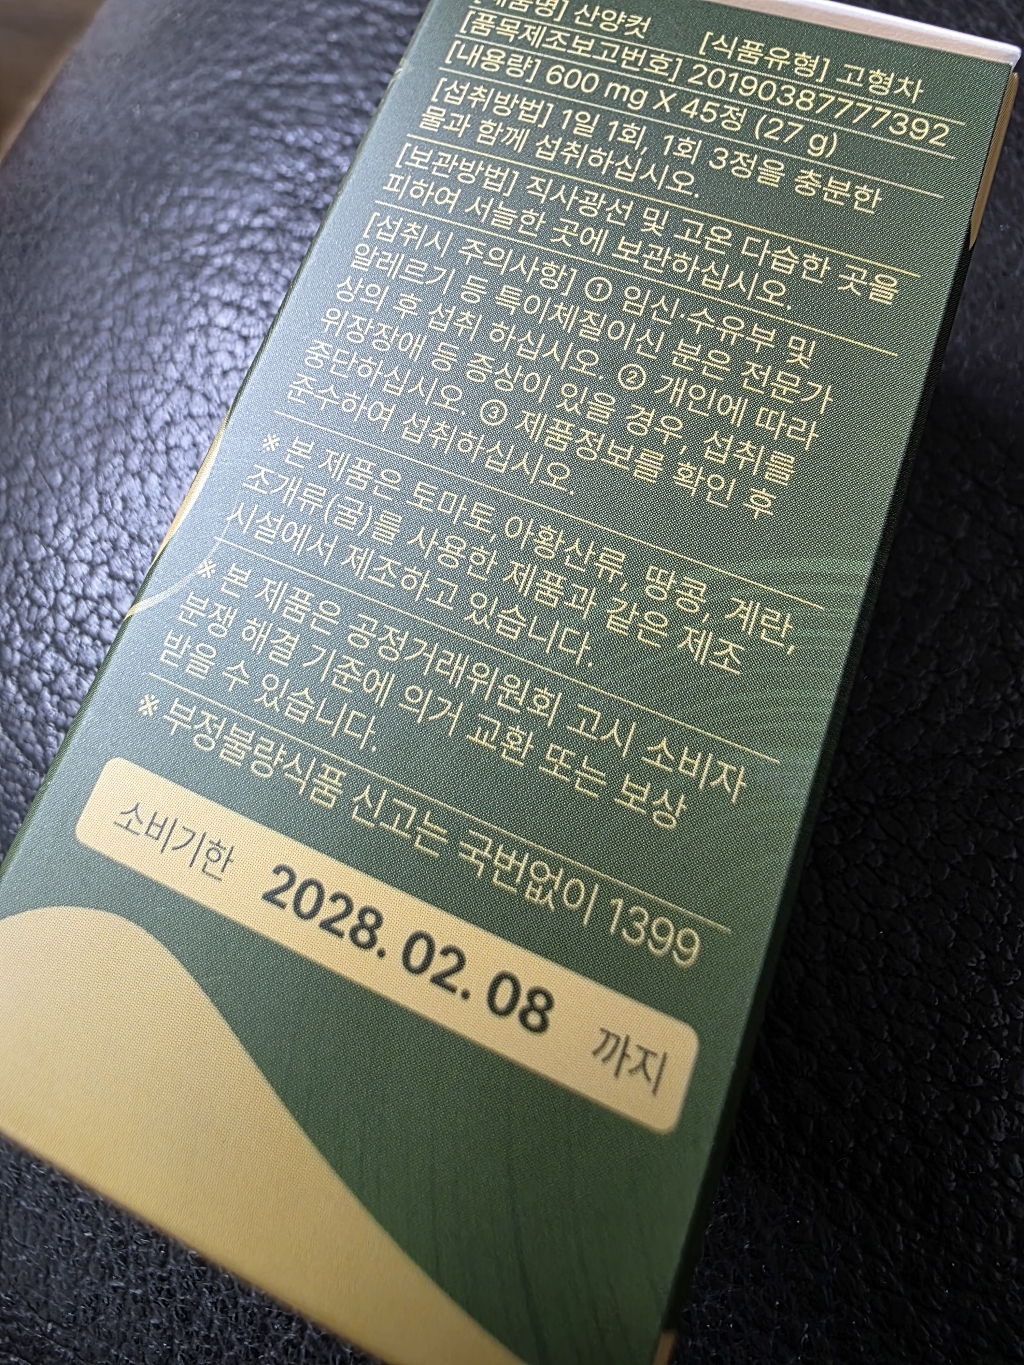 [제품명] 산양컷 [식품유형] 고형차
[품목제조보고번호] 2019038777​7392
[내용량] 600 mg X 45정 (27 g)
[섭취방법] 1일 1회, 1회 3정을 충분한
물과 함께 섭취하십시오.
[보관방법] 직사광선 및 고온 다습한 곳을
피하여 서늘한 곳에 보관하십시오.
[섭취시 주의사항] ① 임신·수유부 및
알레르기 등 특이체질이신 분은 전문가
상의 후 섭취 하십시오. ② 개인에 따라
위장장애 등 증상이 있을 경우, 섭취를
중단하십시오. ③ 제품정보를 확인 후
준수하여 섭취하십시오.
※ 본 제품은 토마토, 아황산류, 땅콩, 계란,
조개류(굴)를 사용한 제품과 같은 제조
시설에서 제조하고 있습니다.
※ 본 제품은 공정거래위원회 고시 소비자
분쟁 해결 기준에 의거 교환 또는 보상
받을 수 있습니다.
※ 부정불량식품 신고는 국번없이 1399
소비기한 2028. 02. 08 까지